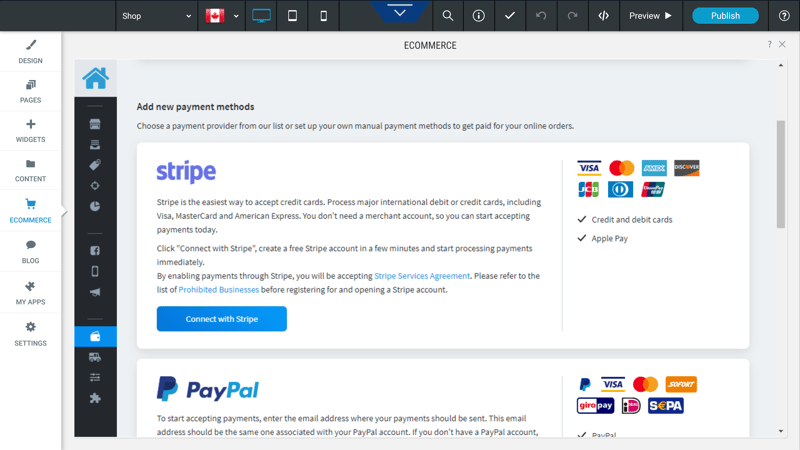 Shop
Preview
Publish
ECOMMERCE
?
DESIGN
PAGES
WIDGETS
CONTENT
ECOMMERCE
BLOG
MY APPS
SETTINGS
Add new payment methods
Choose a payment provider from our list or set up your own manual payment methods to get paid for your online orders.
stripe
Stripe is the easiest way to accept credit cards. Process major international debit or credit cards, including
Visa, MasterCard and American Express. You don't need a merchant account, so you can start accepting
payments today.
Click "Connect with Stripe", create a free Stripe account in a few minutes and start processing payments
immediately.
By enabling payments through Stripe, you will be accepting Stripe Services Agreement. Please refer to the
list of Prohibited Businesses before registering for and opening a Stripe account.
Connect with Stripe
VISA
DISCOVER
JCB
Credit and debit cards
Apple Pay
PayPal
To start accepting payments, enter the email address where your payments should be sent. This email
address should be the same one associated with your PayPal account. If you don't have a PayPal account,
VISA SOFORT
giropay SEPA
PayPal